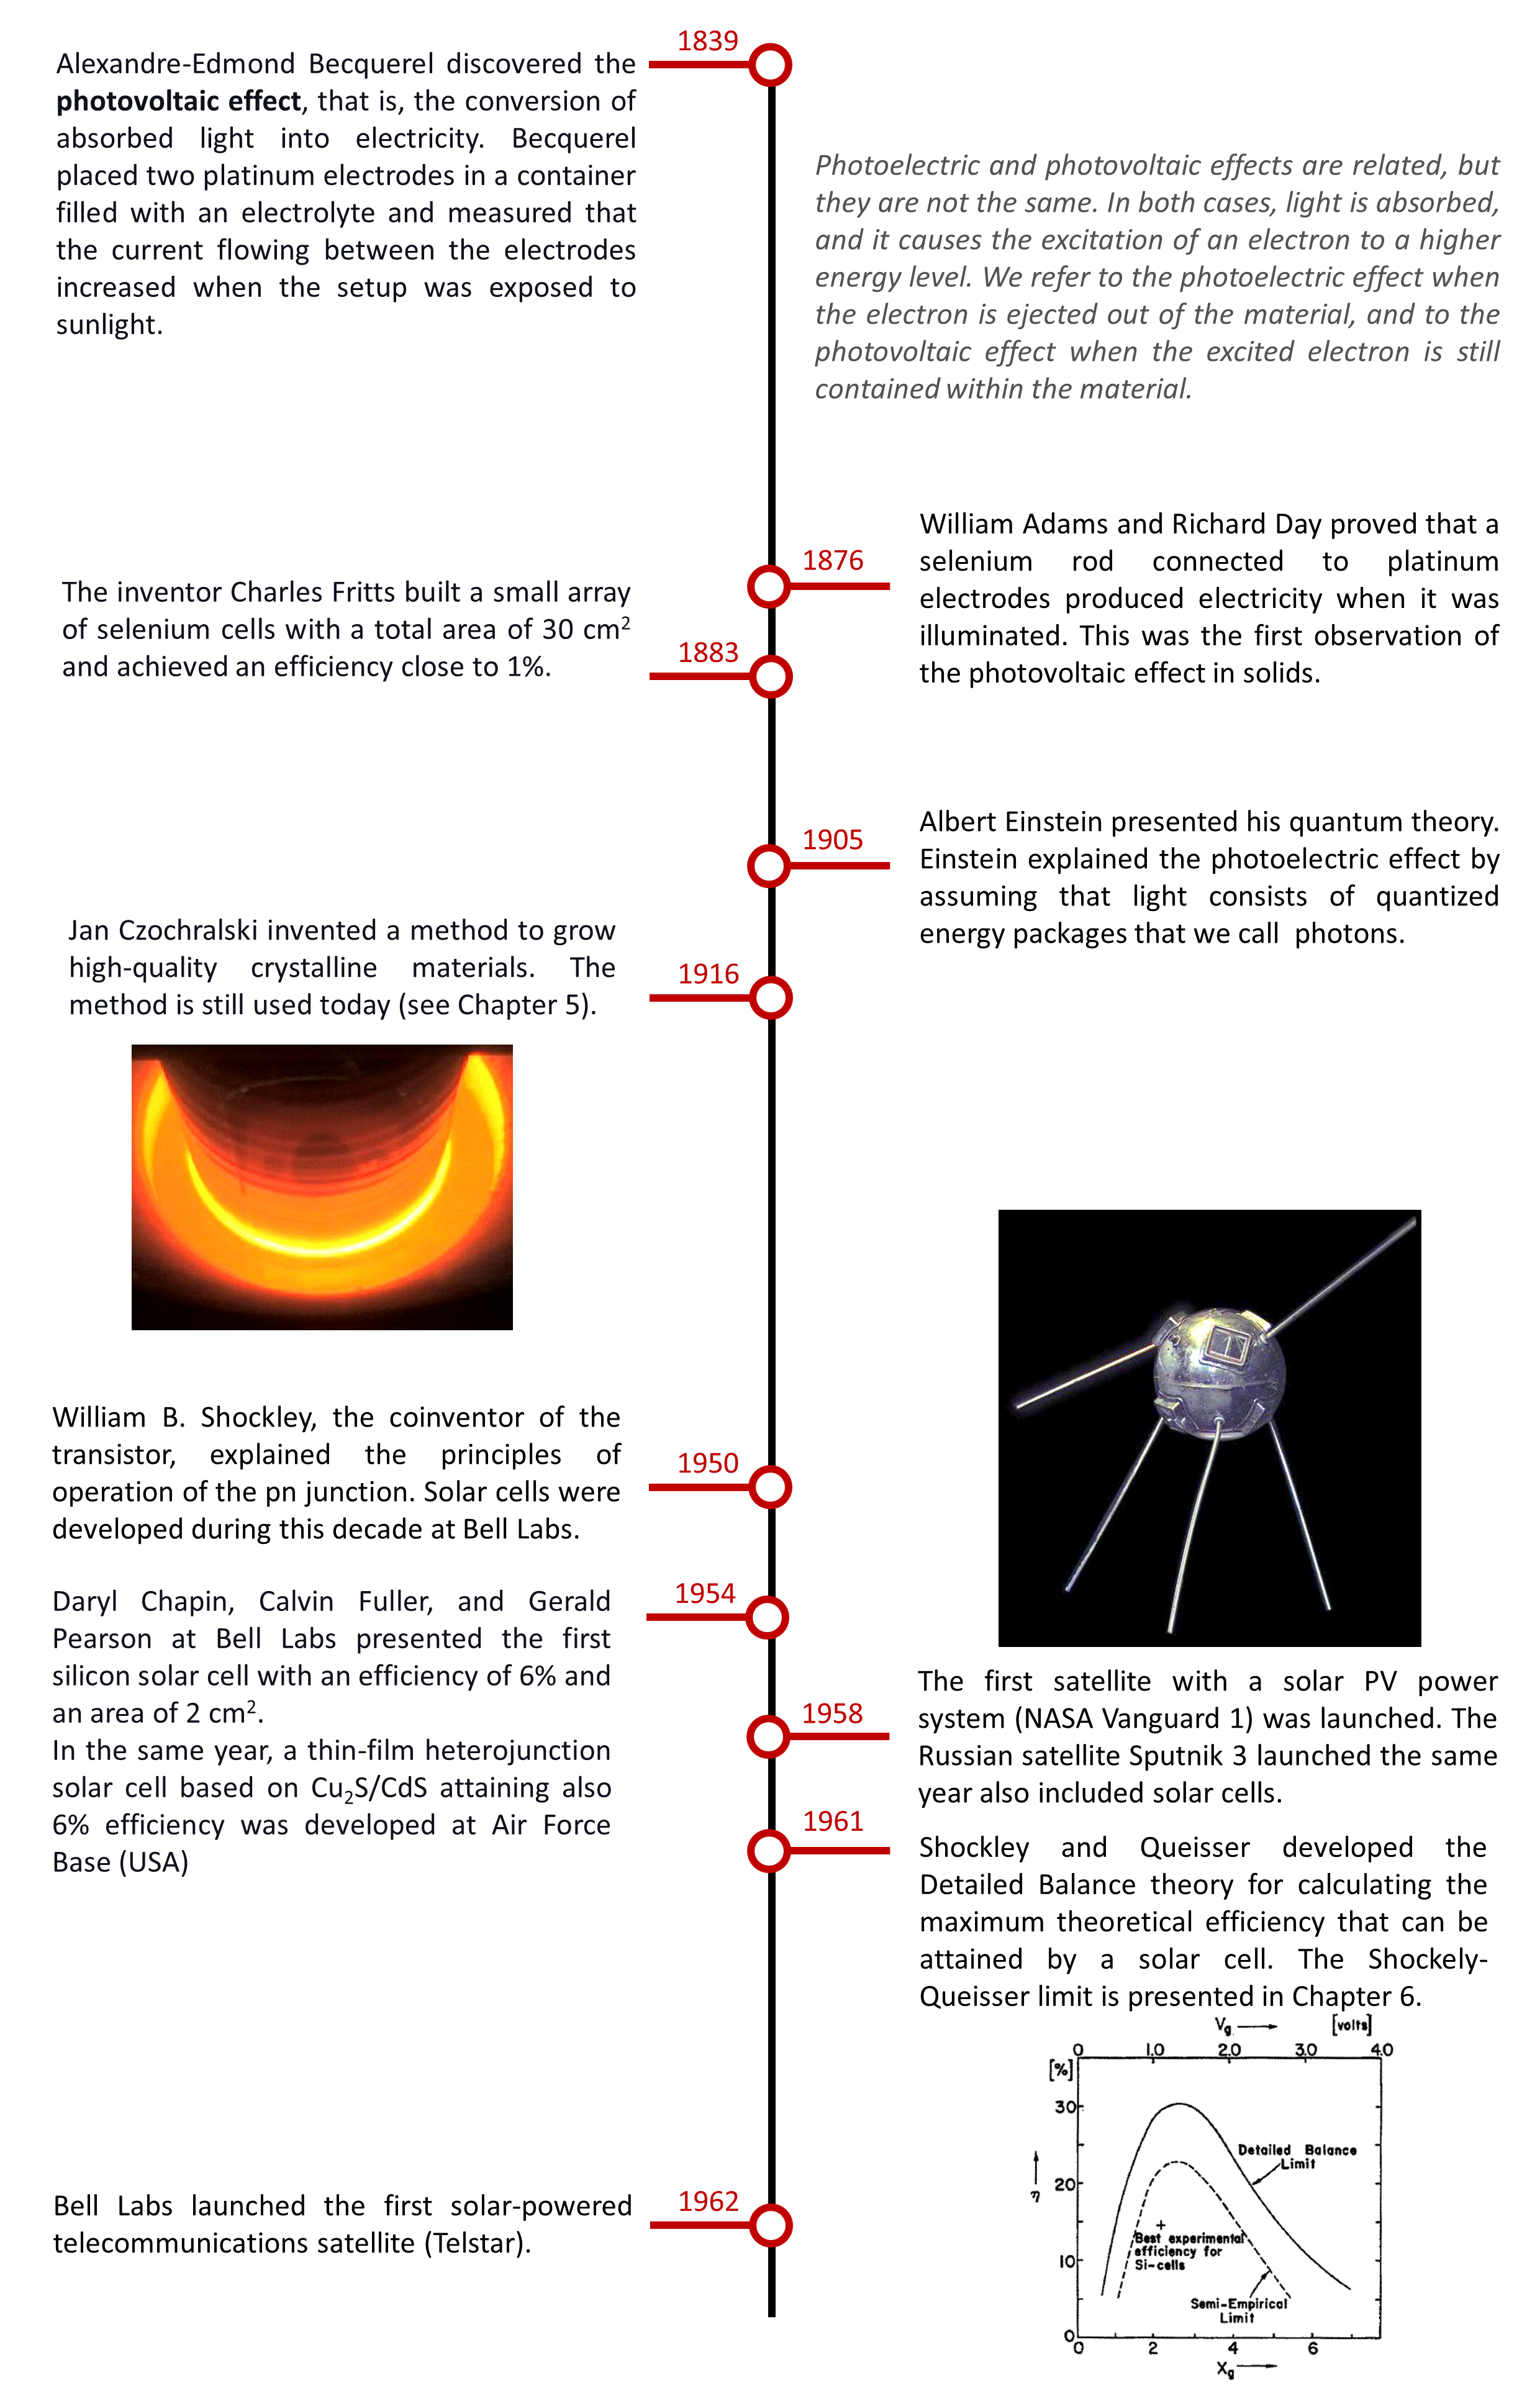 1839
Alexandre-Edmond Becquerel discovered the
photovoltaic effect, that is, the conversion of
absorbed light into electricity. Becquerel
placed two platinum electrodes in a container
filled with an electrolyte and measured that
the current flowing between the electrodes
increased when the setup was exposed to
sunlight.
Photoelectric and photovoltaic effects are related, but
they are not the same. In both cases, light is absorbed,
and it causes the excitation of an electron to a higher
energy level. We refer to the photoelectric effect when
the electron is ejected out of the material, and to the
photovoltaic effect when the excited electron is still
contained within the material.
1876
William Adams and Richard Day proved that a
selenium rod connected to platinum
electrodes produced electricity when it was
illuminated. This was the first observation of
the photovoltaic effect in solids.
The inventor Charles Fritts built a small array
of selenium cells with a total area of 30 cm²
and achieved an efficiency close to 1%.
1883
1905
Albert Einstein presented his quantum theory.
Einstein explained the photoelectric effect by
assuming that light consists of quantized
energy packages that we call  photons.
Jan Czochralski invented a method to grow
high-quality crystalline materials. The
method is still used today (see Chapter 5).
1916
William B. Shockley, the coinventor of the
transistor, explained the principles of
operation of the pn junction. Solar cells were
developed during this decade at Bell Labs.
1950
Daryl Chapin, Calvin Fuller, and Gerald
Pearson at Bell Labs presented the first
silicon solar cell with an efficiency of 6% and
an area of 2 cm².
In the same year, a thin-film heterojunction
solar cell based on Cu₂S/CdS attaining also
6% efficiency was developed at Air Force
Base (USA)
1954
1958
The first satellite with a solar PV power
system (NASA Vanguard 1) was launched. The
Russian satellite Sputnik 3 launched the same
year also included solar cells.
1961
Shockley and Queisser developed the
Detailed Balance theory for calculating the
maximum theoretical efficiency that can be
attained by a solar cell. The Shockely-
Queisser limit is presented in Chapter 6.
Vg [volts]
0 1.0 2.0 3.0 4.0
[%]
30
Detailed Balance
Limit
20
η
Best experimental
efficiency for
Si-cells
10
Semi-Empirical
Limit
0
0 2 4 6
Xg
Bell Labs launched the first solar-powered
telecommunications satellite (Telstar).
1962